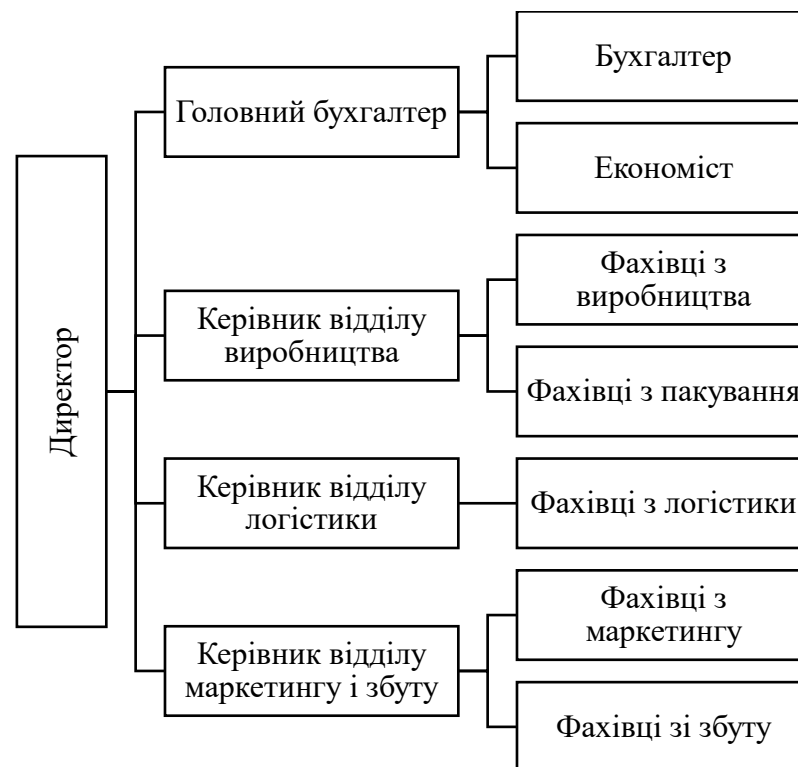 Директор
Головний бухгалтер
Бухгалтер
Економіст
Керівник відділу
виробництва
Фахівці з
виробництва
Фахівці з пакування
Керівник відділу
логістики
Фахівці з логістики
Керівник відділу
маркетингу і збуту
Фахівці з
маркетингу
Фахівці зі збуту